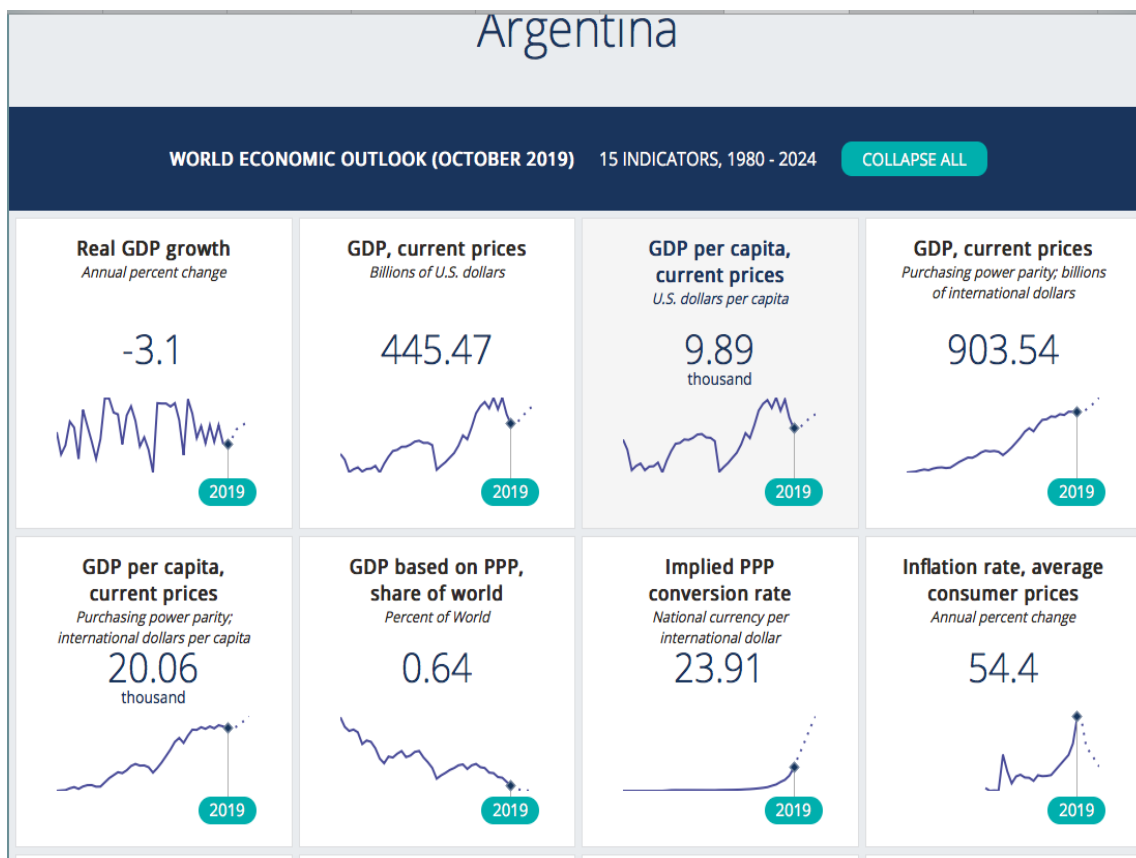 Argentina
WORLD ECONOMIC OUTLOOK (OCTOBER 2019) 15 INDICATORS, 1980 - 2024 COLLAPSE ALL
Real GDP growth
Annual percent change
-3.1
2019
GDP, current prices
Billions of U.S. dollars
445.47
2019
GDP per capita,
current prices
U.S. dollars per capita
9.89
thousand
2019
GDP, current prices
Purchasing power parity; billions
of international dollars
903.54
2019
GDP per capita,
current prices
Purchasing power parity;
international dollars per capita
20.06
thousand
2019
GDP based on PPP,
share of world
Percent of World
0.64
2019
Implied PPP
conversion rate
National currency per
international dollar
23.91
2019
Inflation rate, average
consumer prices
Annual percent change
54.4
2019